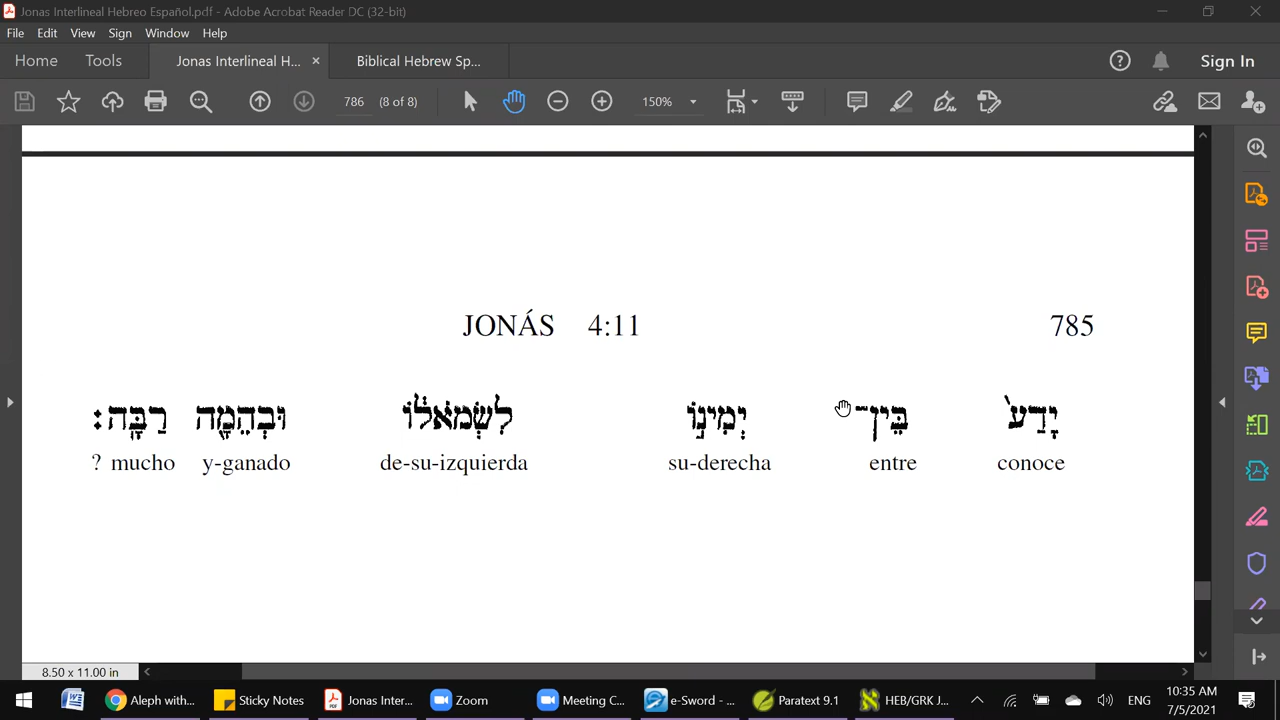 Jonas Interlineal Hebreo Español.pdf - Adobe Acrobat Reader DC (32-bit)
File Edit View Sign Window Help
Home Tools Jonas Interlineal H... × Biblical Hebrew Sp... Sign In
786 (8 of 8) 150%
JONÁS 4:11 785
יָדַע֙ בֵּין־ יְמִינ֣וֹ לִשְׂמֹאל֔וֹ וּבְהֵמָ֖ה רַבָּֽה׃
conoce entre su-derecha de-su-izquierda y-ganado mucho ?
8.50 x 11.00 in
Aleph with... Sticky Notes Jonas Inter... Zoom Meeting C... e-Sword - ... Paratext 9.1 HEB/GRK J... ENG 10:35 AM
7/5/2021